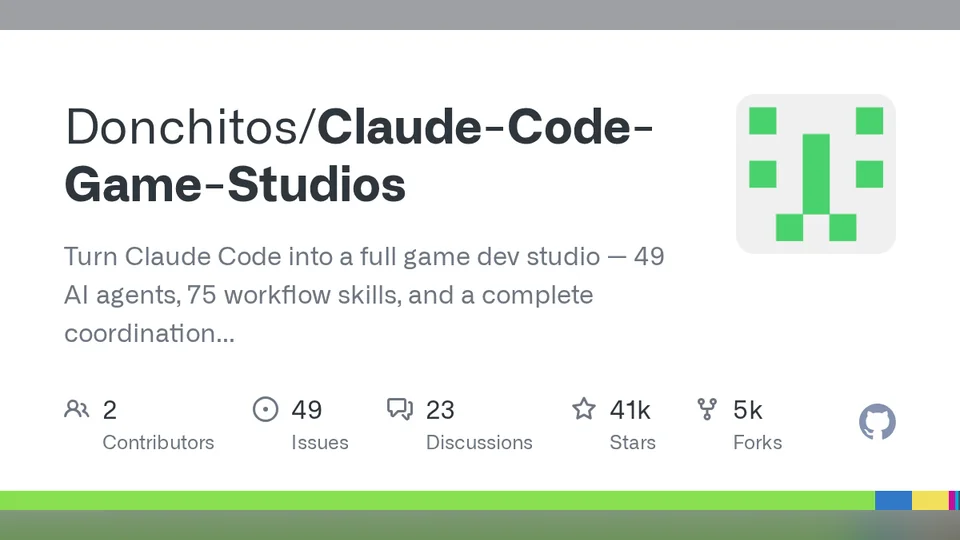 Donchitos/Claude-Code-
Game-Studios
Turn Claude Code into a full game dev studio — 49
AI agents, 75 workflow skills, and a complete
coordination...
2 49 23 41k 5k
Contributors Issues Discussions Stars Forks